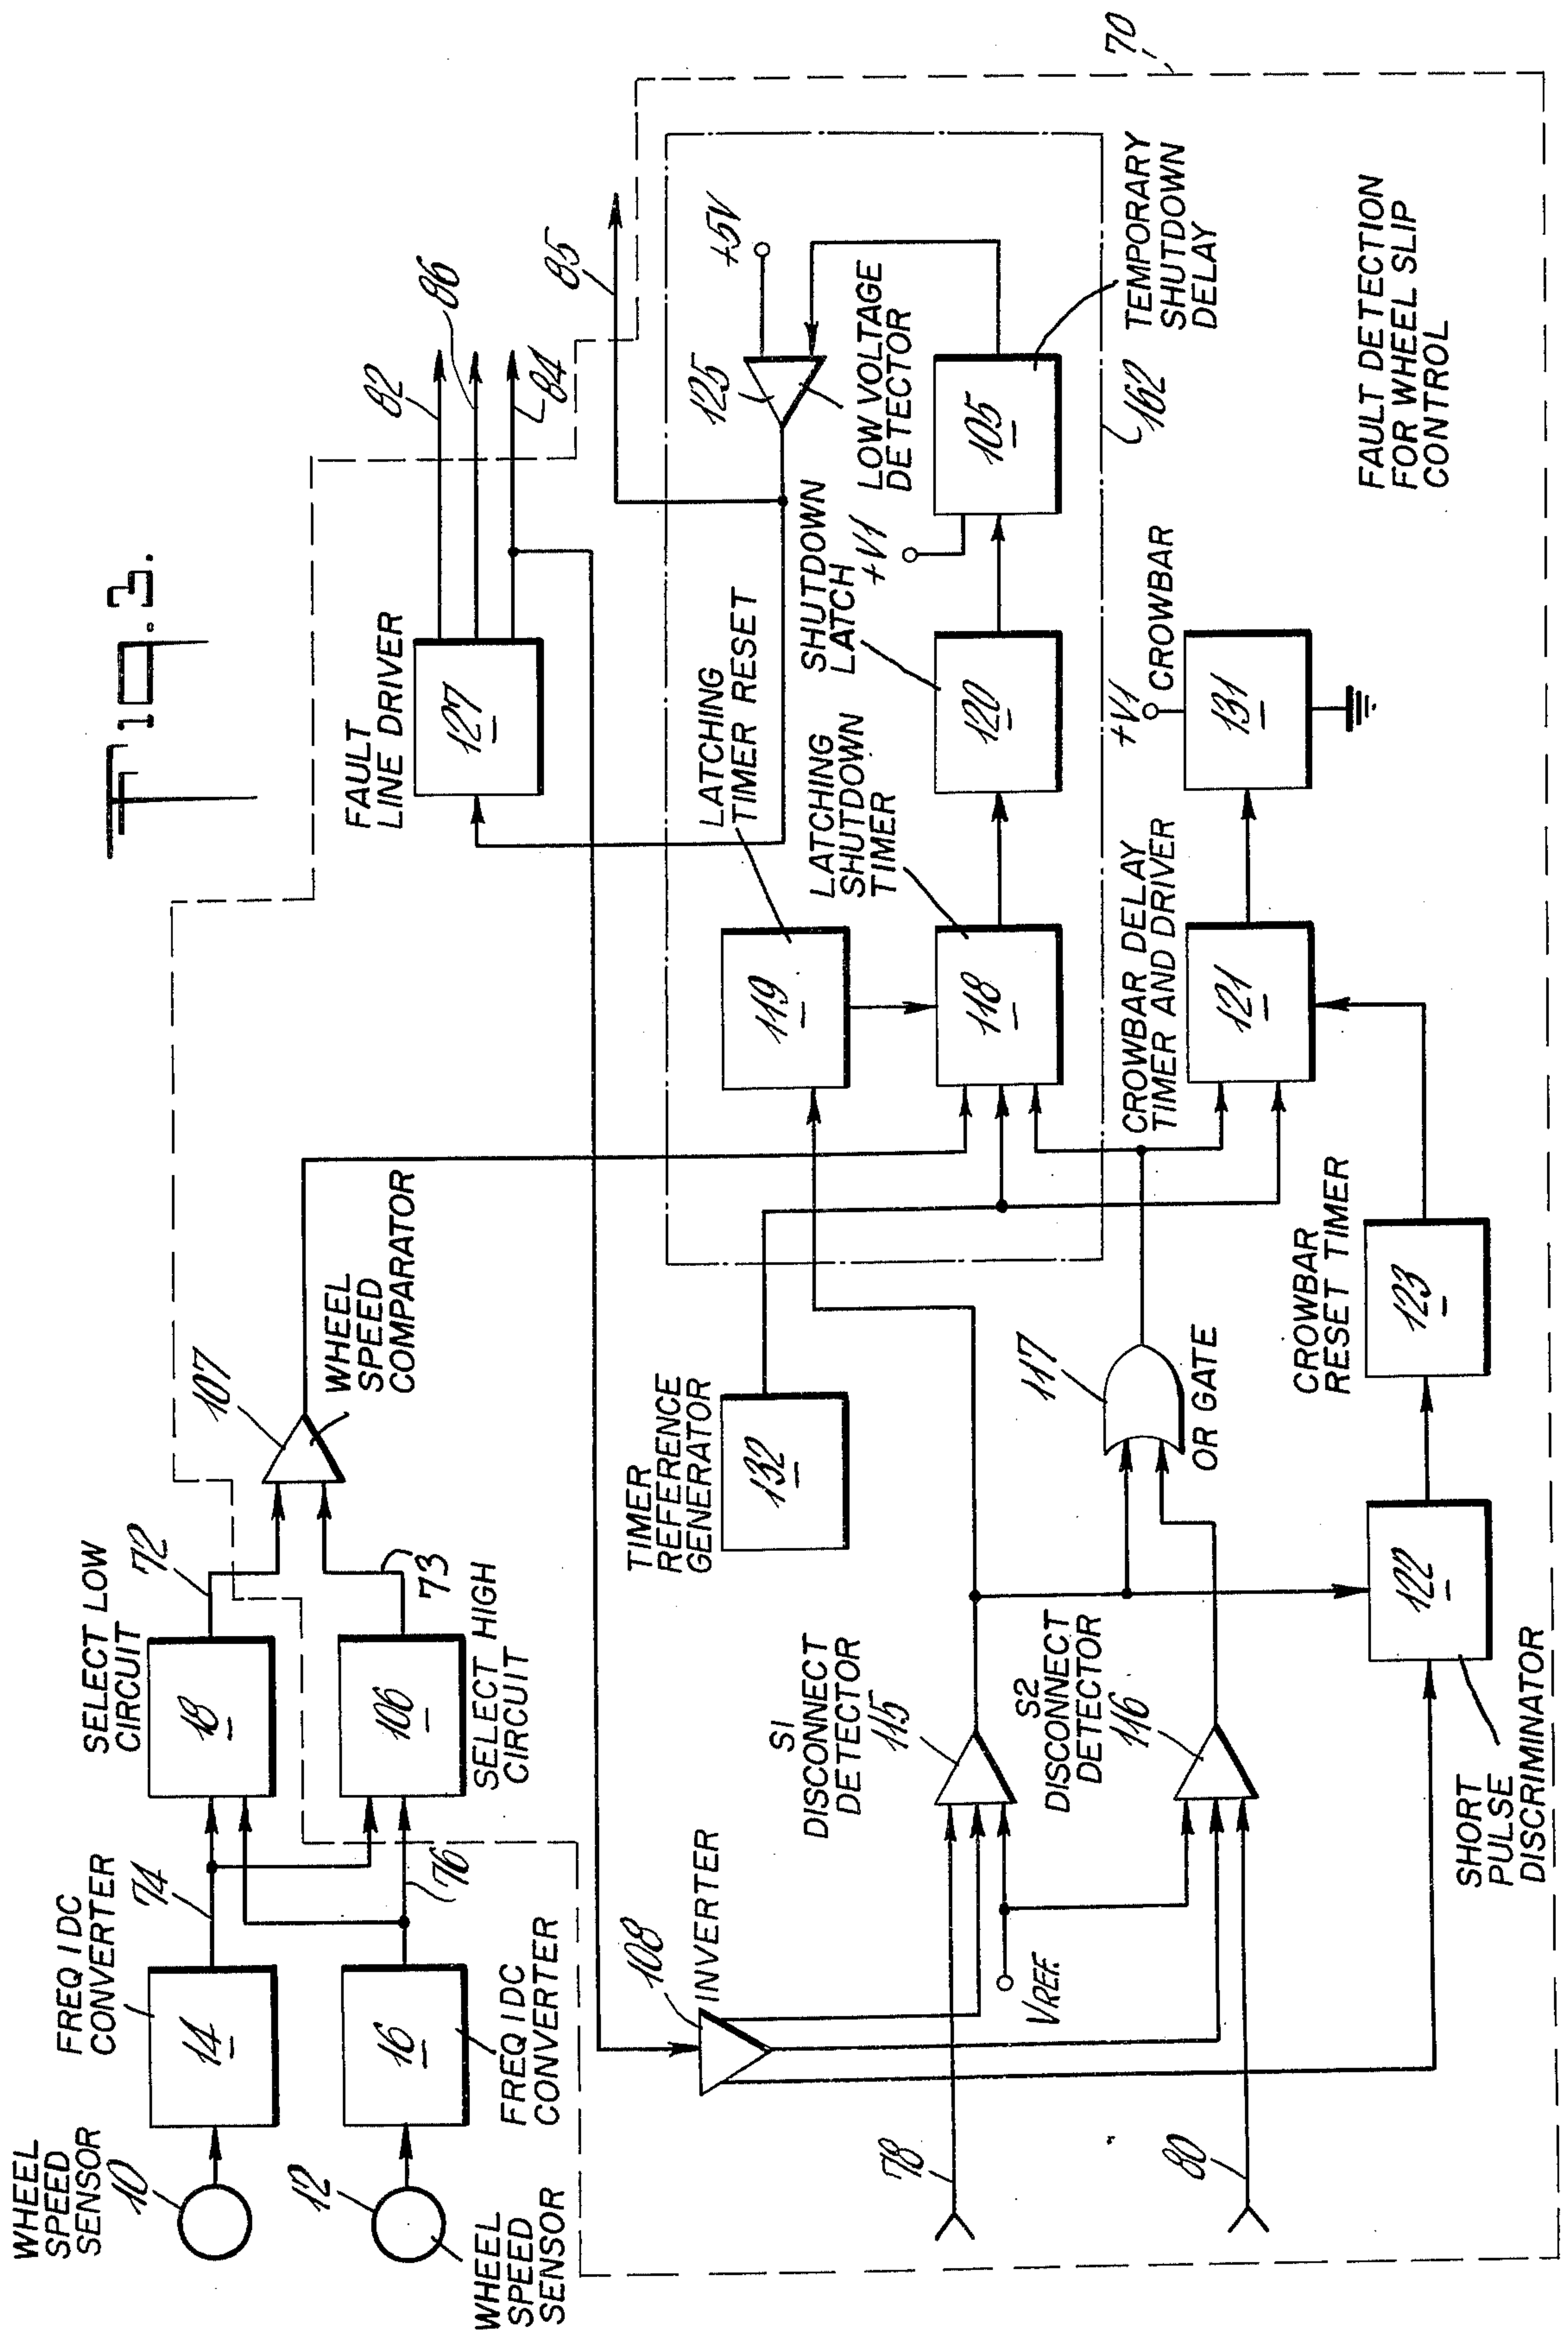 Fig. 3.
WHEEL
SPEED
SENSOR
10
FREQ I DC
CONVERTER
14
74
SELECT LOW
CIRCUIT
18
72
107
WHEEL
SPEED
COMPARATOR
12
WHEEL
SPEED
SENSOR
16
FREQ I DC
CONVERTER
76
106
SELECT HIGH
CIRCUIT
73
FAULT
LINE DRIVER
127
82
86
84
85
70
108
INVERTER
TIMER
REFERENCE
GENERATOR
132
LATCHING
TIMER RESET
119
LATCHING
SHUTDOWN
TIMER
118
SHUTDOWN
LATCH
120
+V1
105
TEMPORARY
SHUTDOWN
DELAY
125
+5V
LOW VOLTAGE
DETECTOR
162
S1
DISCONNECT
DETECTOR
115
VREF.
S2
DISCONNECT
DETECTOR
116
78
80
117
OR GATE
CROWBAR DELAY
TIMER AND DRIVER
121
+V1
CROWBAR
131
SHORT
PULSE
DISCRIMINATOR
122
CROWBAR
RESET TIMER
123
FAULT DETECTION
FOR WHEEL SLIP
CONTROL